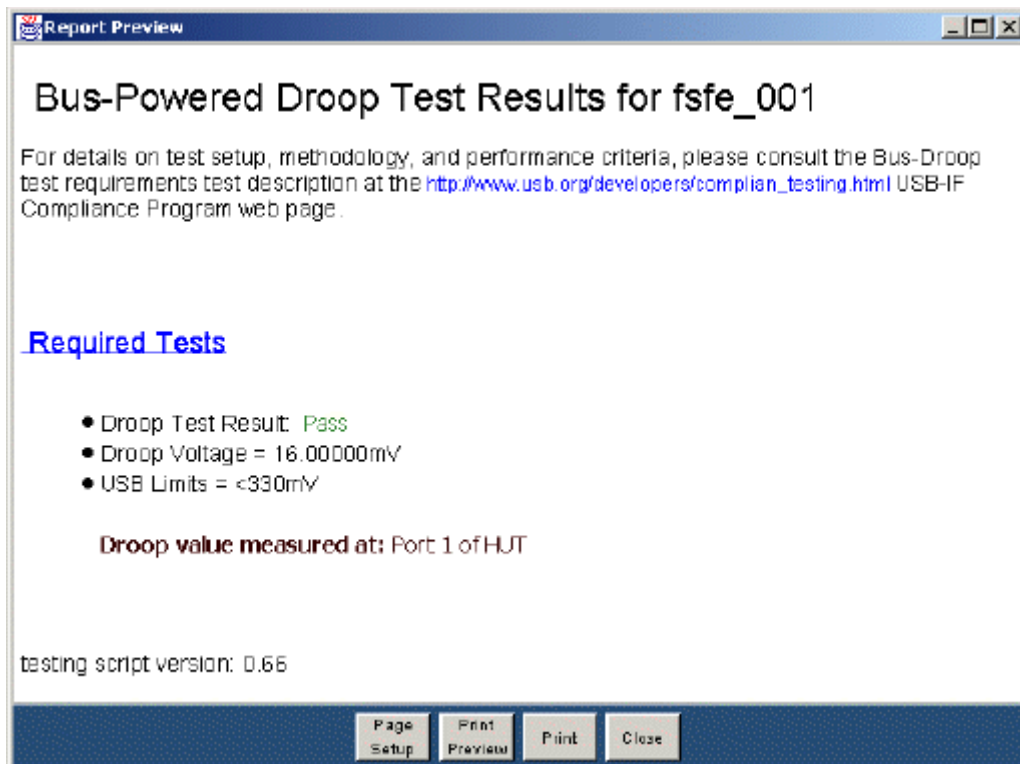 Report Preview
Bus-Powered Droop Test Results for fsfe_001
For details on test setup, methodology, and performance criteria, please consult the Bus-Droop
test requirements test description at the http://www.usb.org/developers/complian_testing.html USB-IF
Compliance Program web page.
Required Tests
● Droop Test Result: Pass
● Droop Voltage = 16.00000mV
● USB Limits = <330mV
Droop value measured at: Port 1 of HUT
testing script version: 0.66
Page Setup
Print Preview
Print
Close